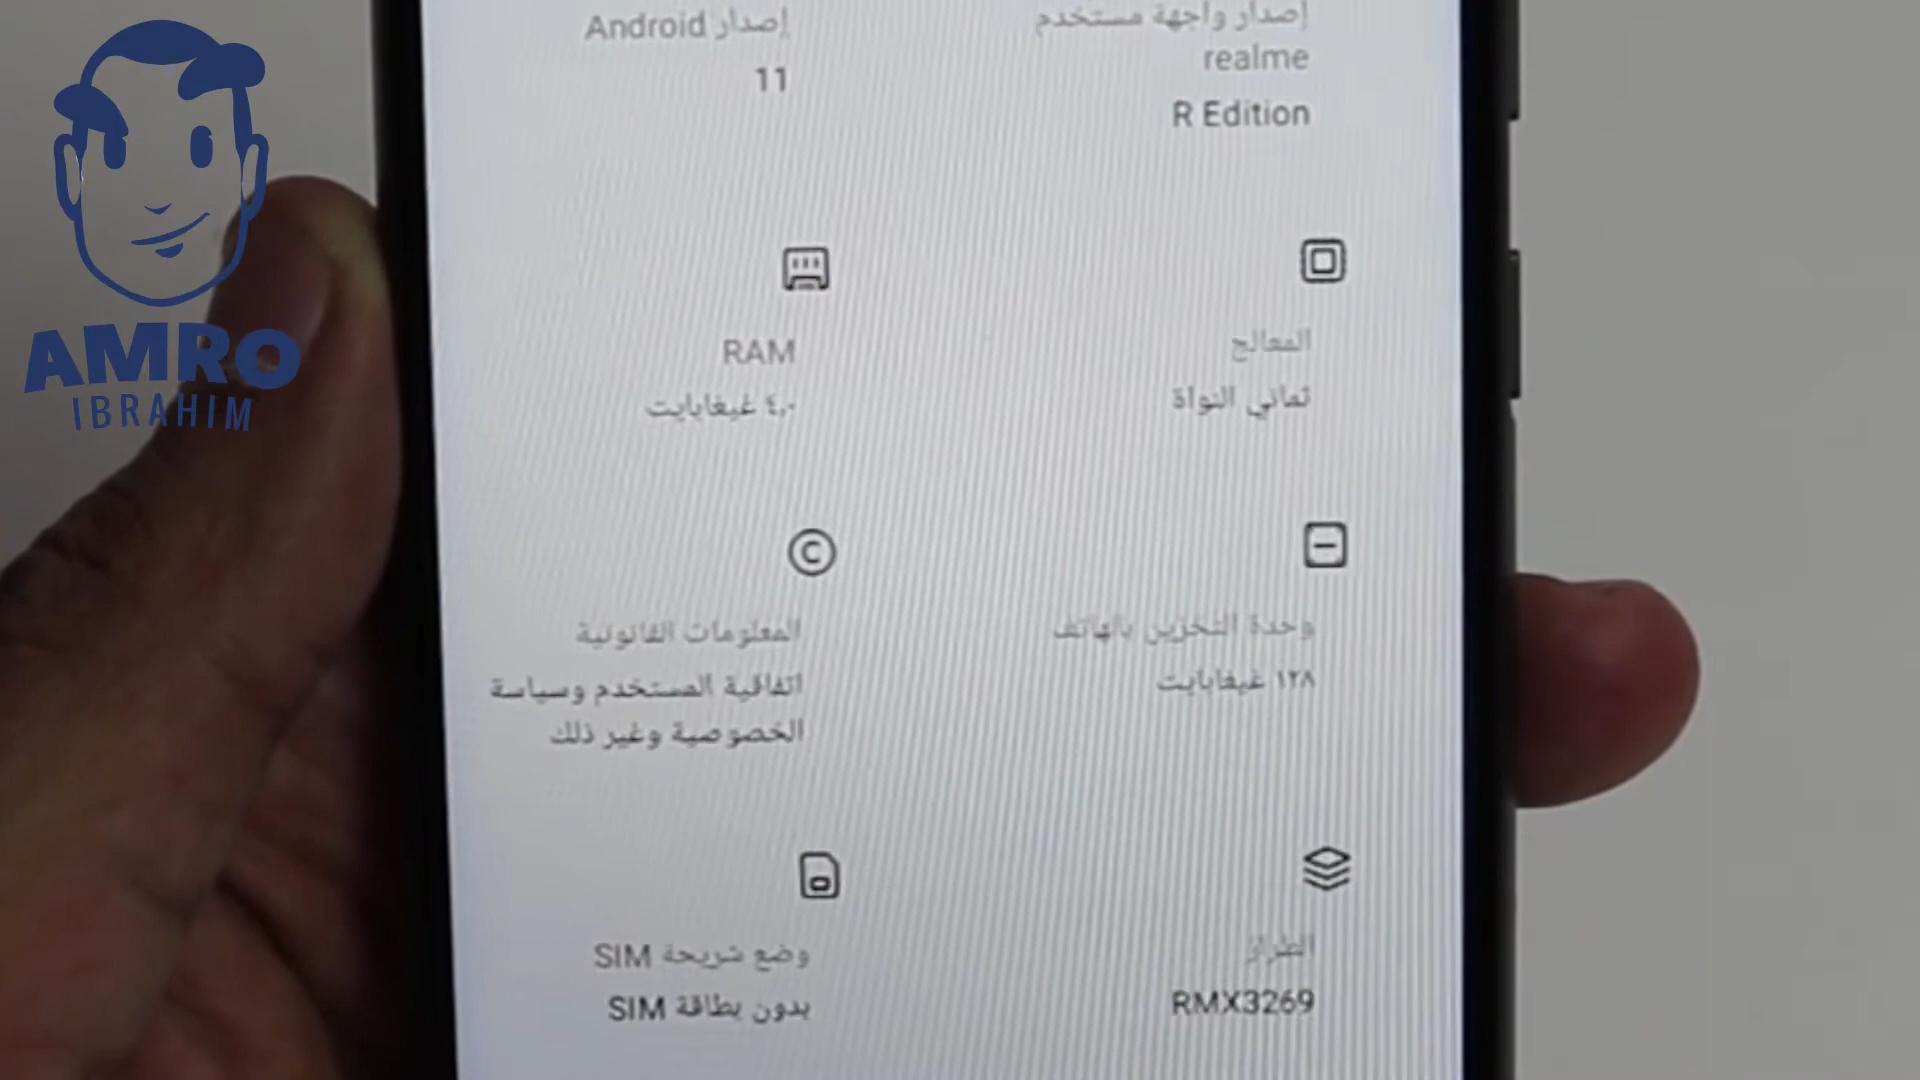 AMRO
IBRAHIM
إصدار واجهة مستخدم
realme
R Edition
إصدار Android
11
المعالج
ثماني النواة
RAM
٤,٠ غيغابايت
وحدة التخزين بالهاتف
١٢٨ غيغابايت
المعلومات القانونية
اتفاقية المستخدم وسياسة
الخصوصية وغير ذلك
الطراز
RMX3269
وضع شريحة SIM
بدون بطاقة SIM